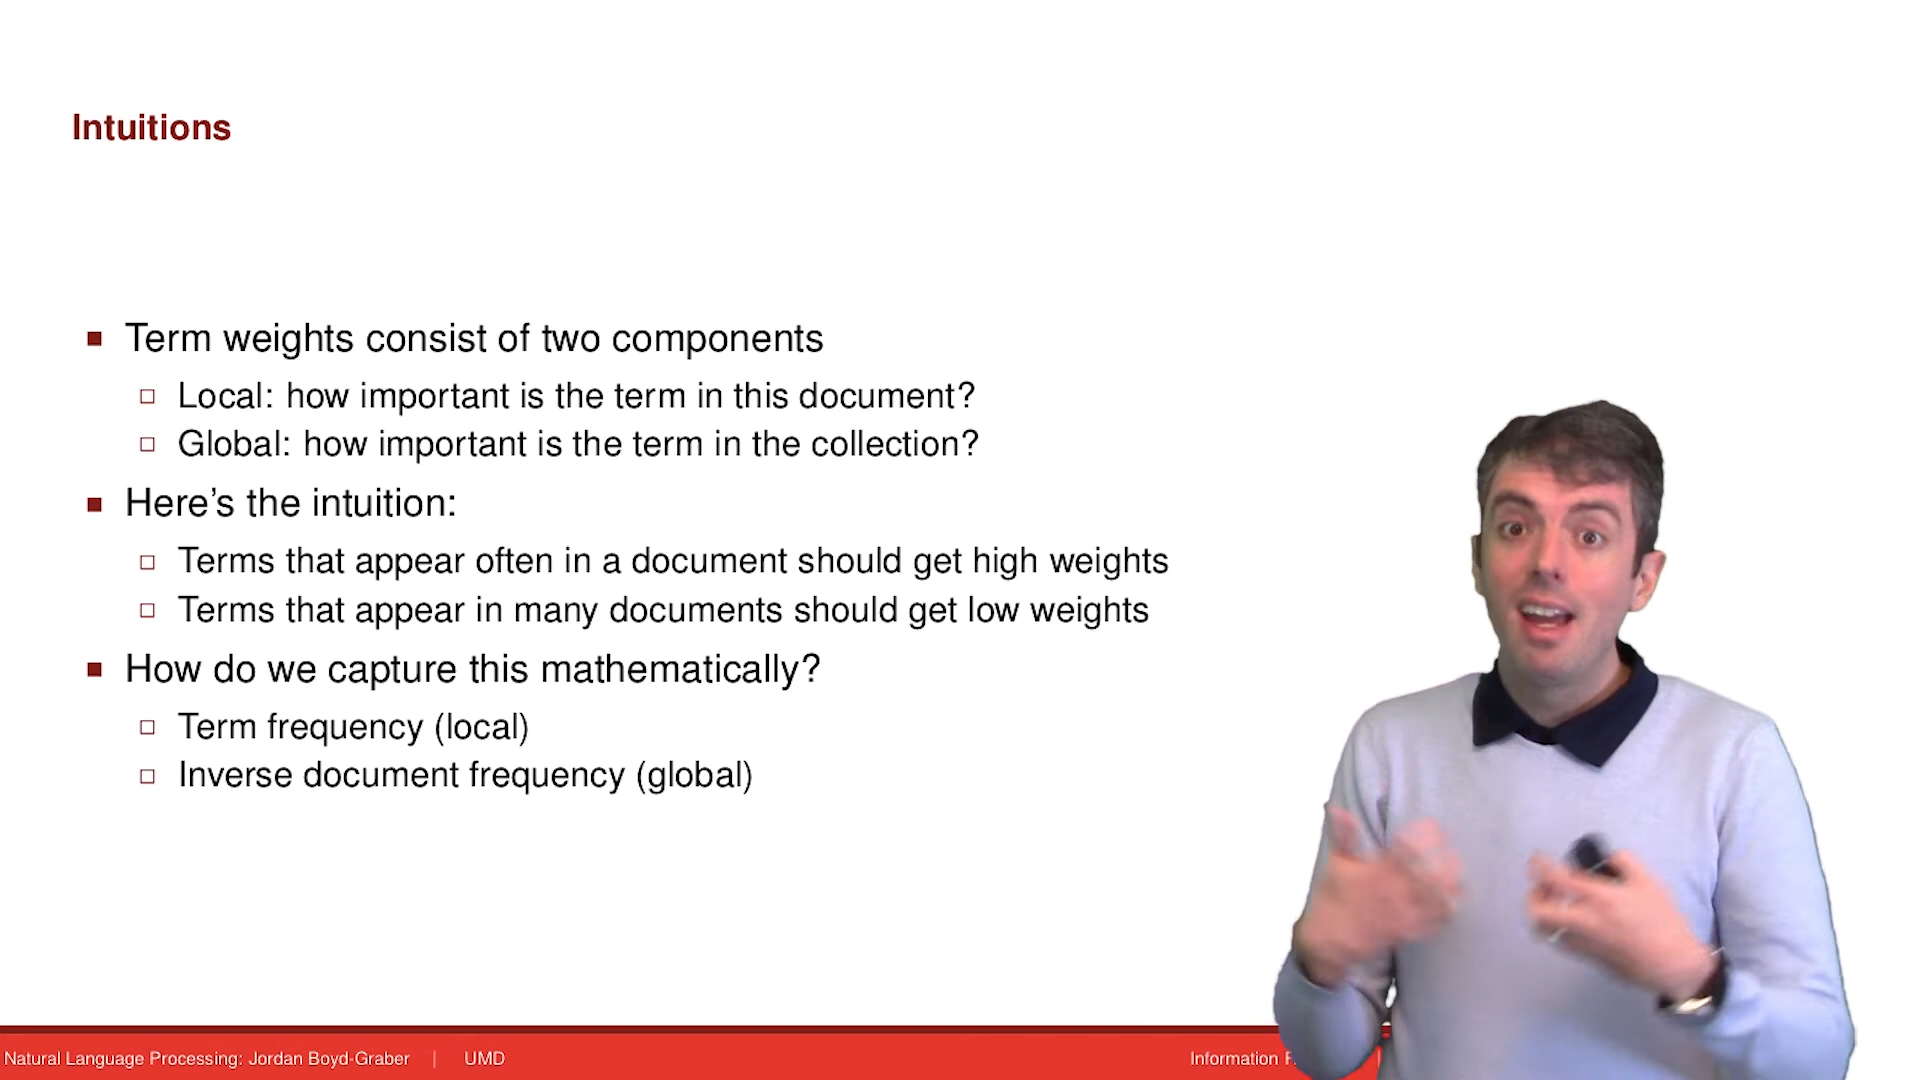 Intuitions
Term weights consist of two components
Local: how important is the term in this document?
Global: how important is the term in the collection?
Here's the intuition:
Terms that appear often in a document should get high weights
Terms that appear in many documents should get low weights
How do we capture this mathematically?
Term frequency (local)
Inverse document frequency (global)
Natural Language Processing: Jordan Boyd-Graber | UMD
Information